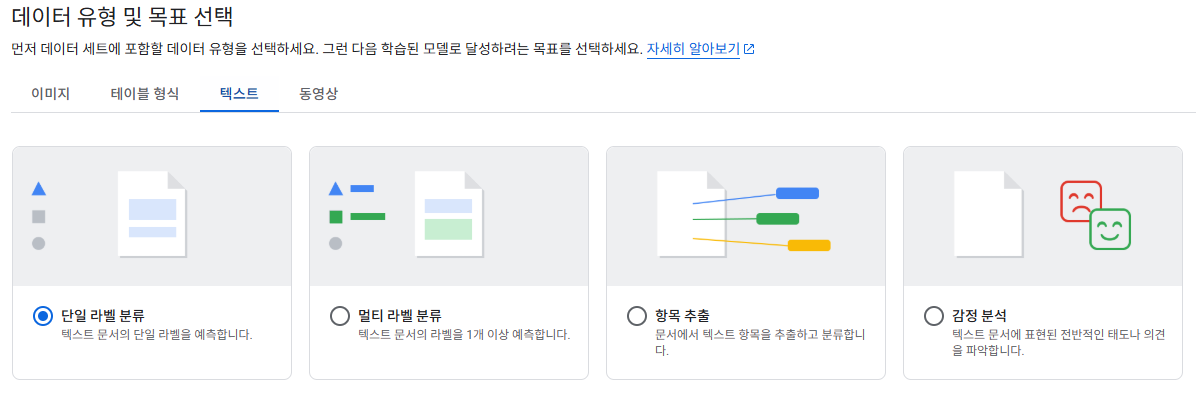 데이터 유형 및 목표 선택
먼저 데이터 세트에 포함할 데이터 유형을 선택하세요. 그런 다음 학습된 모델로 달성하려는 목표를 선택하세요. 자세히 알아보기
이미지 테이블 형식 텍스트 동영상
단일 라벨 분류
텍스트 문서의 단일 라벨을 예측합니다.
멀티 라벨 분류
텍스트 문서의 라벨을 1개 이상 예측합니다.
항목 추출
문서에서 텍스트 항목을 추출하고 분류합니
다.
감정 분석
텍스트 문서에 표현된 전반적인 태도나 의견
을 파악합니다.